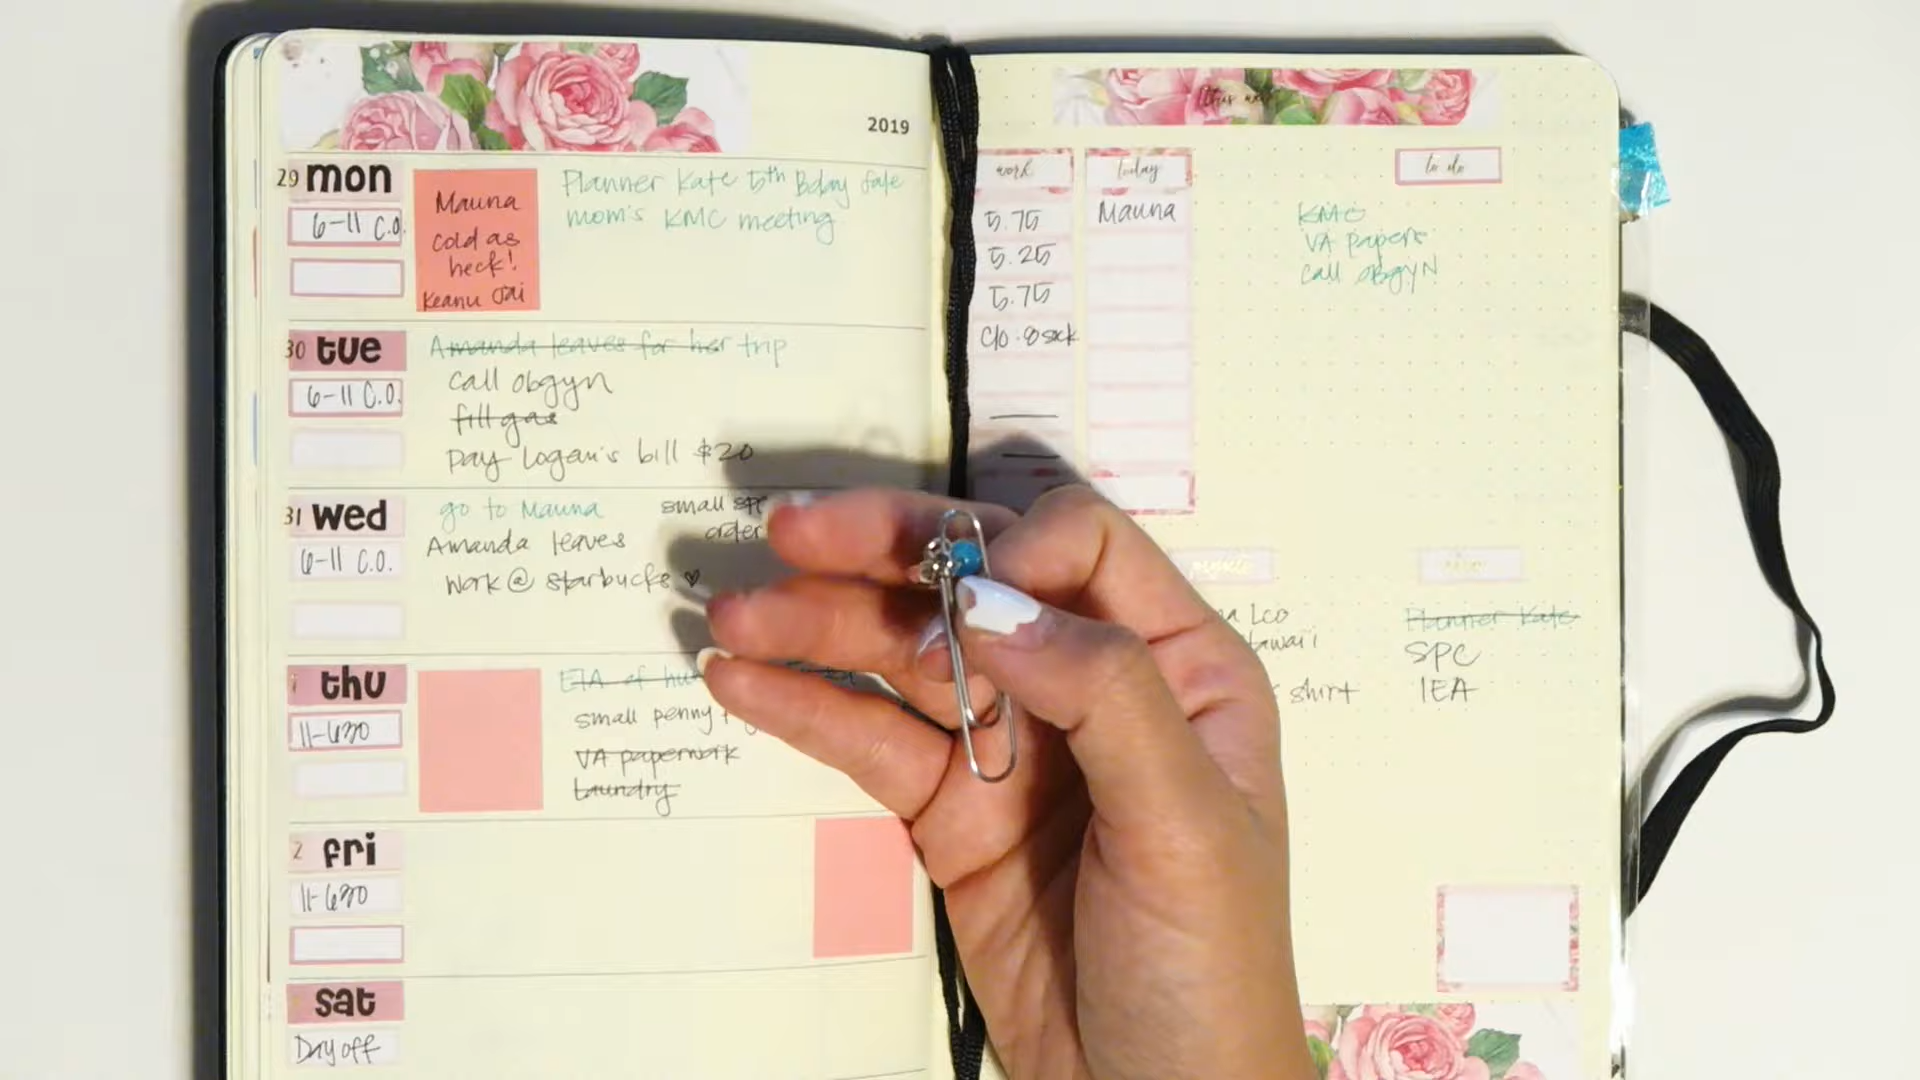 2019
29 mon
6-11 C.O.
Mauna
cold as
heck!
Keanu Jai
Planner Kate 5th Bday sale
mom's KMC meeting
30 tue
6-11 C.O.
Amanda leaves for her trip
call obgyn
fill gas
pay Logan's bill $20
31 wed
6-11 C.O.
go to Mauna
Amanda leaves
work @ starbucks ♥
small
order
thu
11-630
ETA of
small penny
VA paperwork
laundry
2 fri
11-630
sat
Day off
work
5.75
5.25
5.75
today
Mauna
to do
KMC
VA papers
call obgyn
shirt
Planner Kate
SPC
IEA